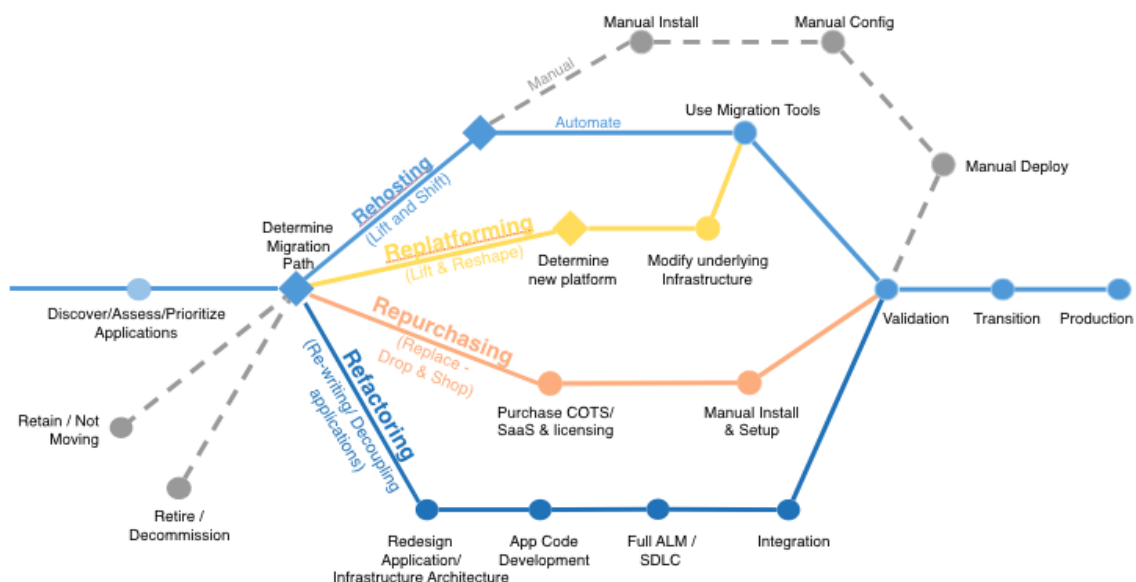 Manual Install
Manual Config
Manual
Use Migration Tools
Automate
Manual Deploy
Rehosting
(Lift and Shift)
Determine
Migration
Path
Replatforming
(Lift & Reshape)
Determine
new platform
Modify underlying
Infrastructure
Discover/Assess/Prioritize
Applications
Repurchasing
(Replace -
Drop & Shop)
Validation
Transition
Production
Refactoring
(Re-writing/ Decoupling
applications)
Purchase COTS/
SaaS & licensing
Manual Install
& Setup
Retain / Not
Moving
Retire /
Decommission
Redesign
Application/
Infrastructure Architecture
App Code
Development
Full ALM /
SDLC
Integration